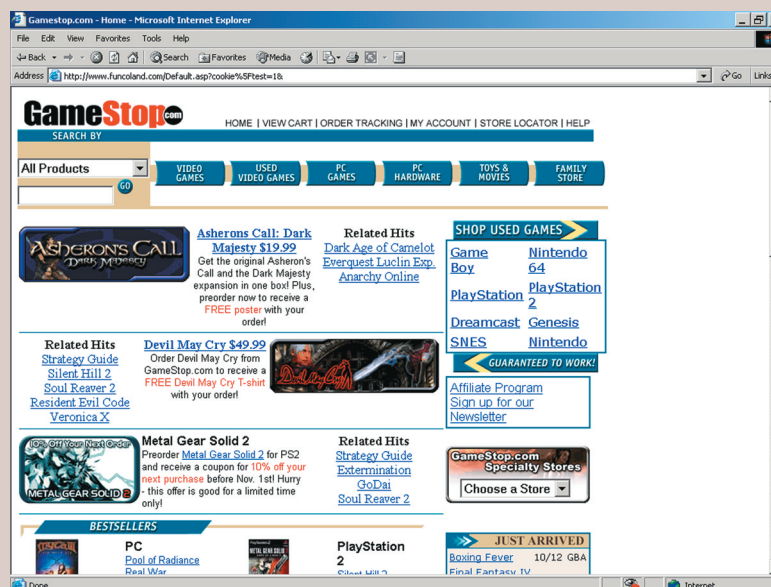 Gamestop.com - Home - Microsoft Internet Explorer
File Edit View Favorites Tools Help
Back Search Favorites Media
Address http://www.funcoland.com/Default.asp?cookie%5Ftest=1& Go Links
GameStop.com
HOME | VIEW CART | ORDER TRACKING | MY ACCOUNT | STORE LOCATOR | HELP
SEARCH BY
All Products
GO
VIDEO GAMES
USED VIDEO GAMES
PC GAMES
PC HARDWARE
TOYS & MOVIES
FAMILY STORE
ASHERON'S CALL
DARK MAJESTY
Asherons Call: Dark
Majesty $19.99
Get the original Asheron's
Call and the Dark Majesty
expansion in one box! Plus,
preorder now to receive a
FREE poster with your
order!
Related Hits
Dark Age of Camelot
Everquest Luclin Exp.
Anarchy Online
SHOP USED GAMES
Game Boy
Nintendo 64
PlayStation
PlayStation 2
Dreamcast Genesis
SNES Nintendo
GUARANTEED TO WORK!
Affiliate Program
Sign up for our
Newsletter
Related Hits
Strategy Guide
Silent Hill 2
Soul Reaver 2
Resident Evil Code
Veronica X
Devil May Cry $49.99
Order Devil May Cry from
GameStop.com to receive a
FREE Devil May Cry T-shirt
with your order!
Devil May Cry
10% Off Your Next Order
METAL GEAR SOLID 2
Metal Gear Solid 2
Preorder Metal Gear Solid 2 for PS2
and receive a coupon for 10% off your
next purchase before Nov. 1st! Hurry
- this offer is good for a limited time
only!
Related Hits
Strategy Guide
Extermination
GoDai
Soul Reaver 2
GameStop.com
Specialty Stores
Choose a Store
BESTSELLERS
PC
Pool of Radiance
Real War
METAL GEAR SOLID
PlayStation
2
Silent Hill 2
JUST ARRIVED
Boxing Fever 10/12 GBA
Final Fantasy IV
Done
Internet